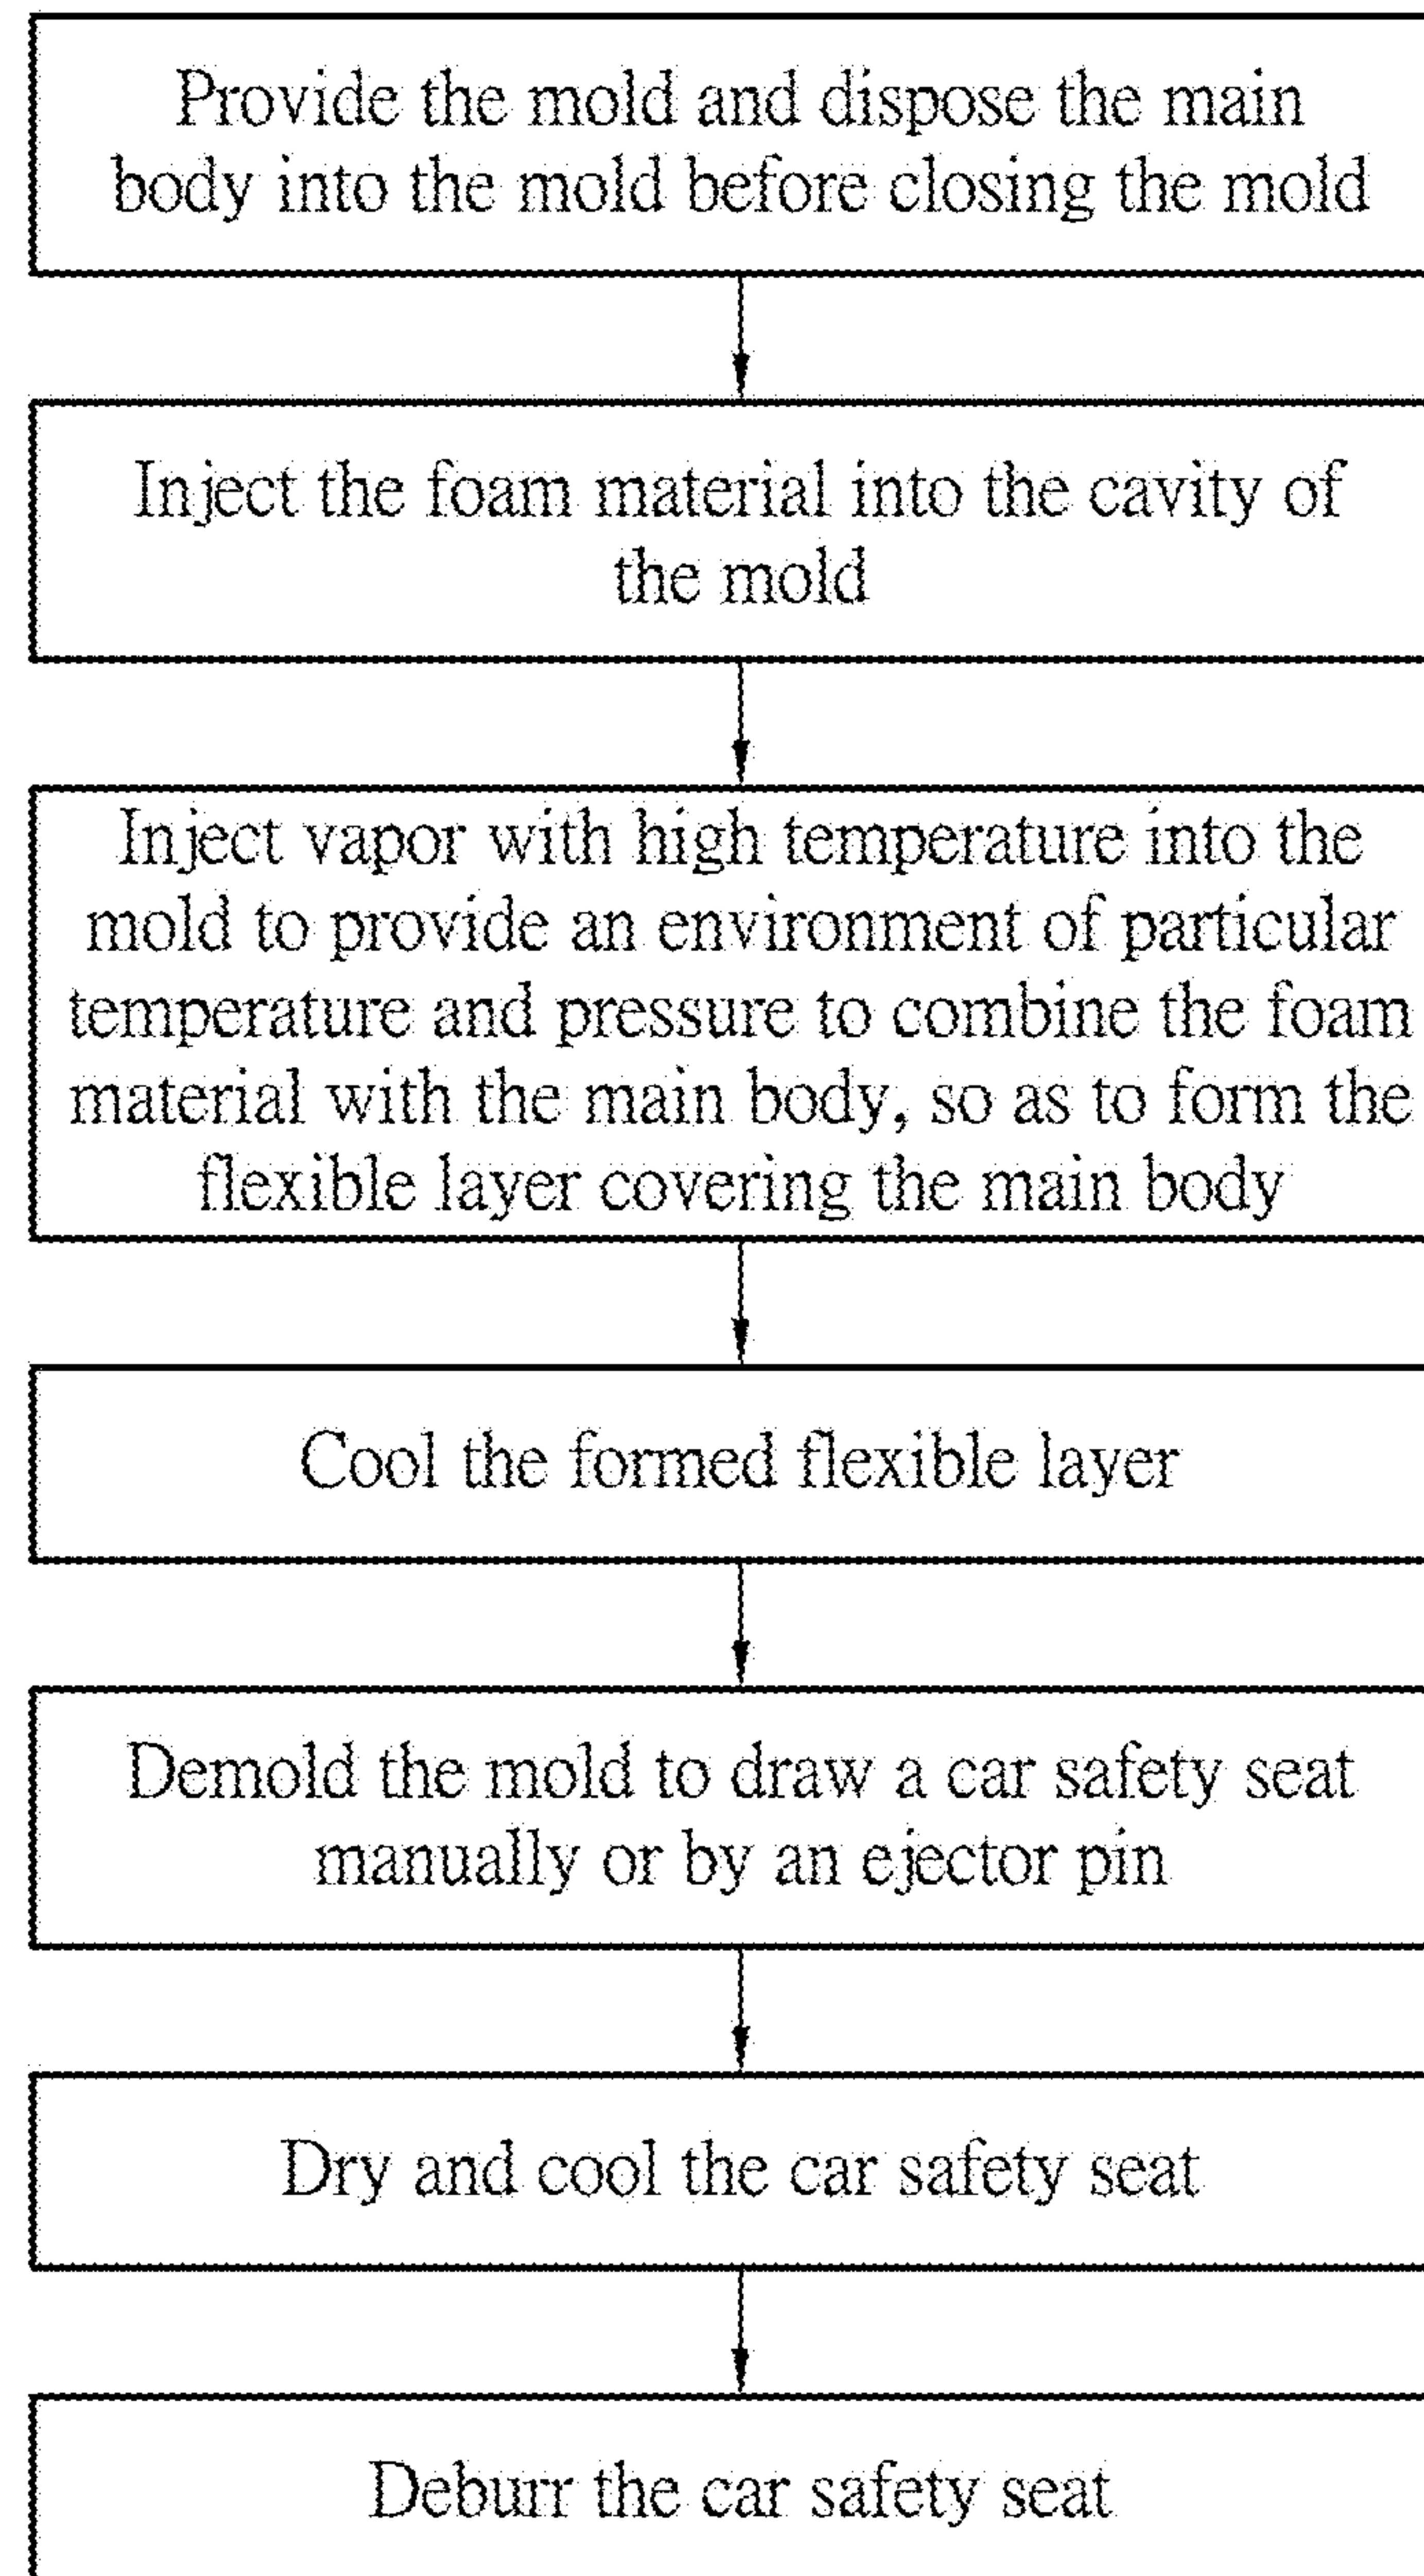 Provide the mold and dispose the main
body into the mold before closing the mold
Inject the foam material into the cavity of
the mold
Inject vapor with high temperature into the
mold to provide an environment of particular
temperature and pressure to combine the foam
material with the main body, so as to form the
flexible layer covering the main body
Cool the formed flexible layer
Demold the mold to draw a car safety seat
manually or by an ejector pin
Dry and cool the car safety seat
Deburr the car safety seat